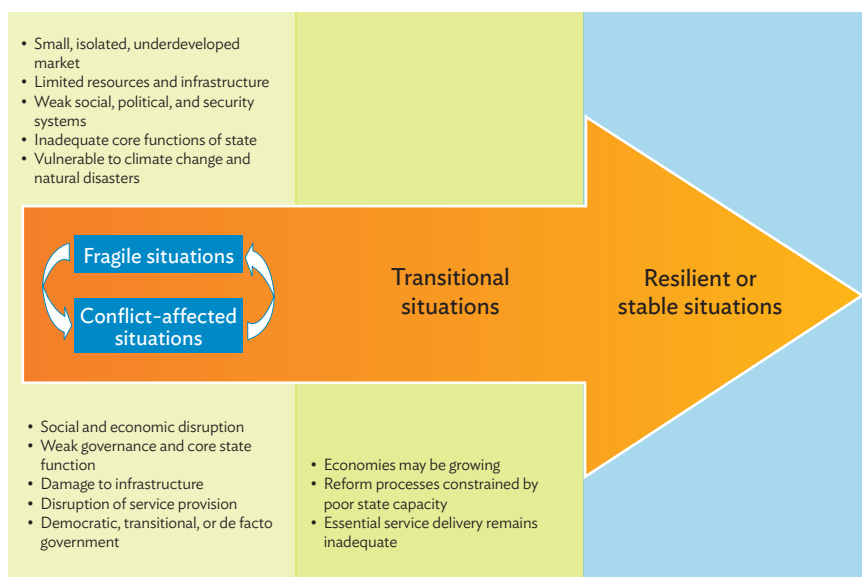 • Small, isolated, underdeveloped
market
• Limited resources and infrastructure
• Weak social, political, and security
systems
• Inadequate core functions of state
• Vulnerable to climate change and
natural disasters
Fragile situations
Conflict-affected
situations
Transitional
situations
Resilient or
stable situations
• Social and economic disruption
• Weak governance and core state
function
• Damage to infrastructure
• Disruption of service provision
• Democratic, transitional, or de facto
government
• Economies may be growing
• Reform processes constrained by
poor state capacity
• Essential service delivery remains
inadequate